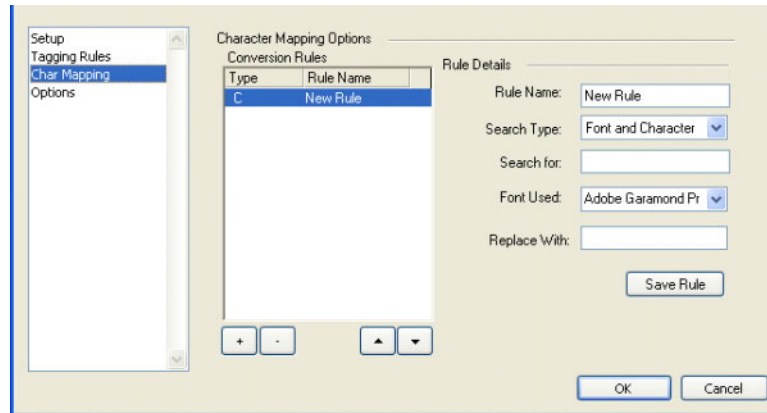 Setup
Tagging Rules
Char Mapping
Options
Character Mapping Options
Conversion Rules
Type Rule Name
C New Rule
+ -
Rule Details
Rule Name: New Rule
Search Type: Font and Character
Search for:
Font Used: Adobe Garamond Pr
Replace With:
Save Rule
OK Cancel